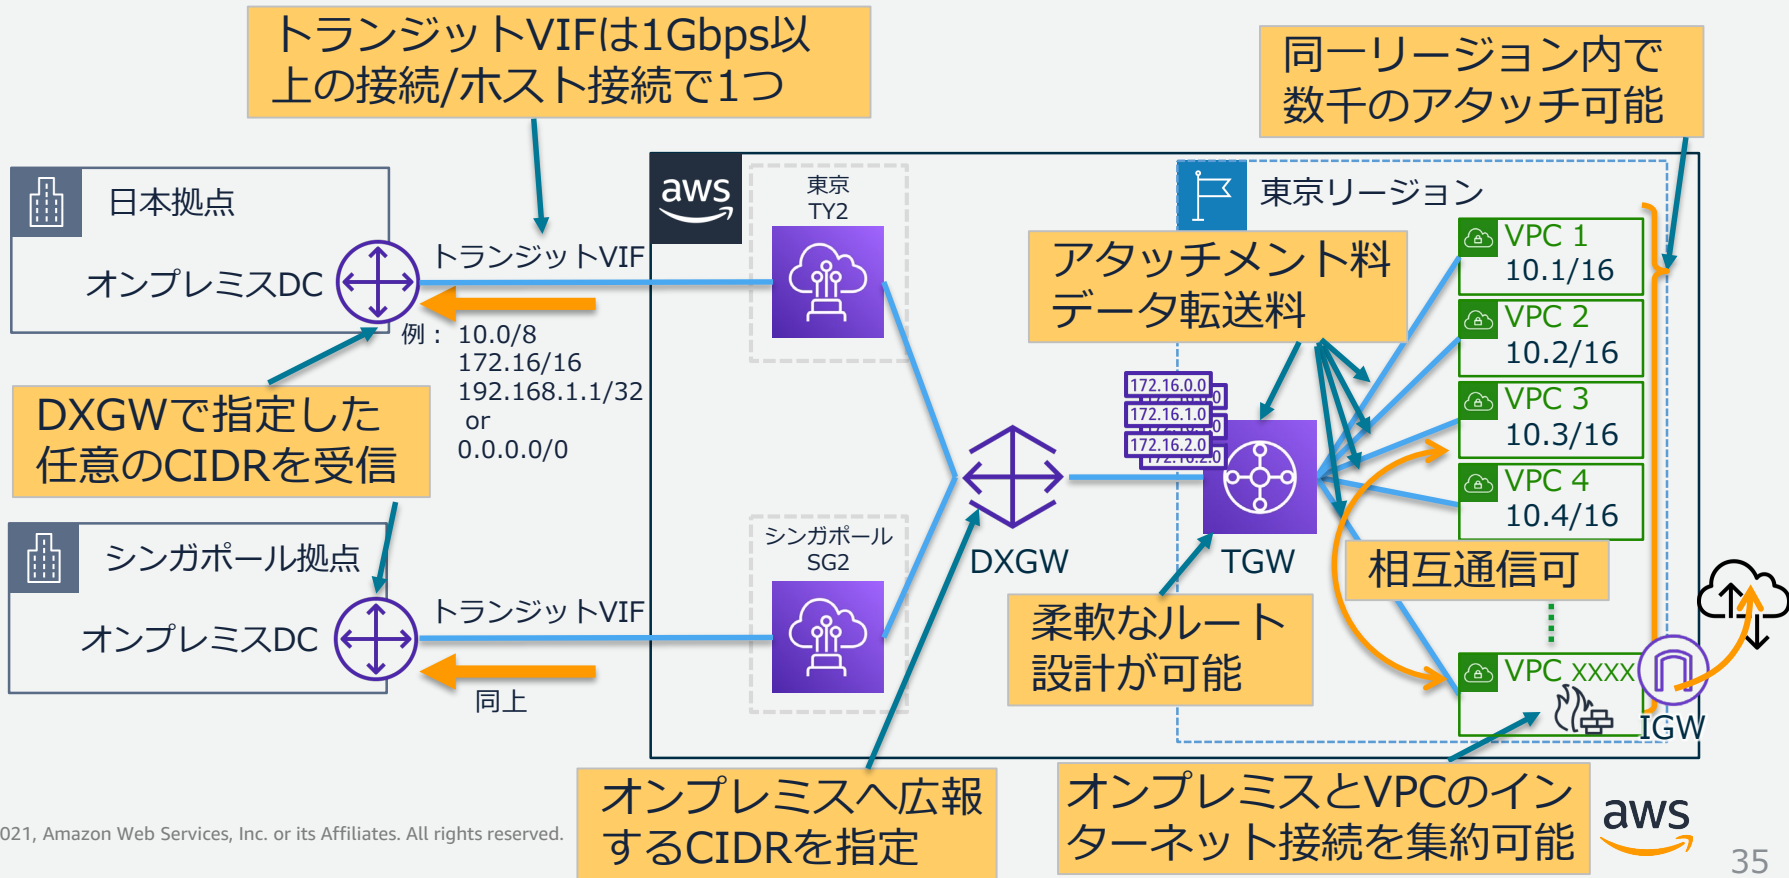 トランジットVIFは1Gbps以
上の接続/ホスト接続で1つ
同一リージョン内で
数千のアタッチ可能
日本拠点
オンプレミスDC
トランジットVIF
例： 10.0/8
172.16/16
192.168.1.1/32
or
0.0.0.0/0
DXGWで指定した
任意のCIDRを受信
シンガポール拠点
オンプレミスDC
トランジットVIF
同上
aws
東京
TY2
シンガポール
SG2
DXGW
東京リージョン
アタッチメント料
データ転送料
172.16.0.0
172.16.1.0
172.16.2.0
172.16.2.0
TGW
柔軟なルート
設計が可能
VPC 1
10.1/16
VPC 2
10.2/16
VPC 3
10.3/16
VPC 4
10.4/16
相互通信可
VPC xxxx
IGW
オンプレミスへ広報
するCIDRを指定
オンプレミスとVPCのイン
ターネット接続を集約可能
021, Amazon Web Services, Inc. or its Affiliates. All rights reserved.
aws
35